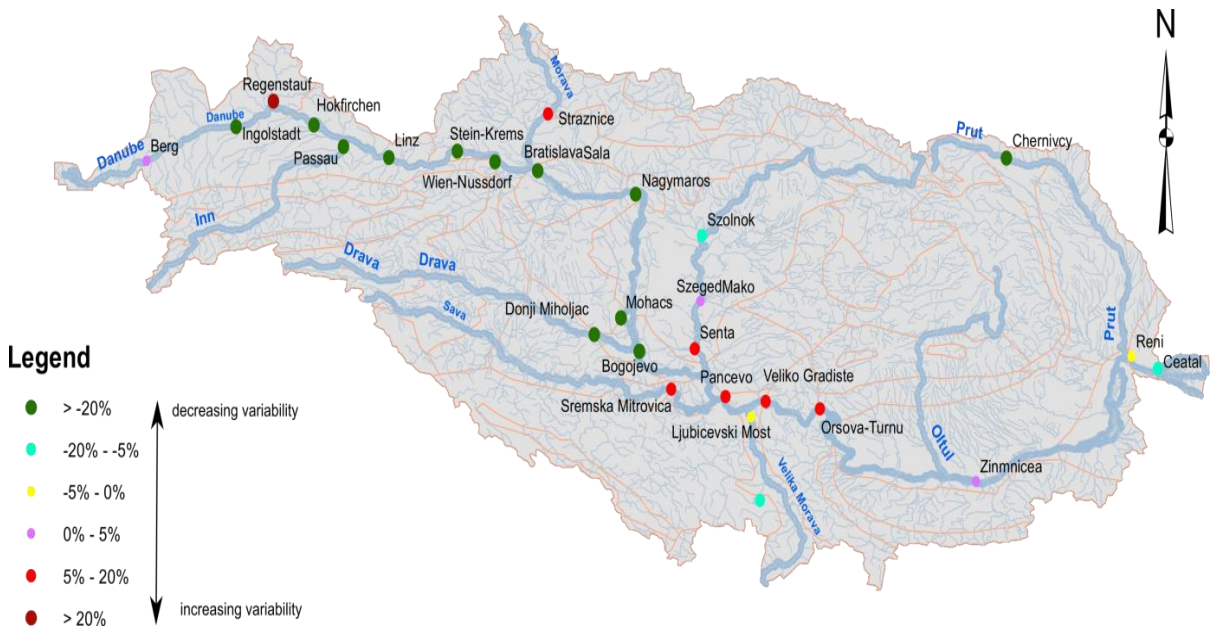 N
Morava
Regenstauf
Hokfirchen
Danube
Straznice
Ingolstadt
Linz
Stein-Krems
Prut
Chernivcy
Danube
Berg
Passau
BratislavaSala
Wien-Nussdorf
Nagymaros
Inn
Szolnok
Drava
Drava
SzegedMako
Sava
Donji Miholjac
Mohacs
Prut
Senta
Reni
Ceatal
Bogojevo
Pancevo
Veliko Gradiste
Sremska Mitrovica
Orsova-Turnu
Ljubicevski Most
Oltul
Zinmnicea
Velika Morava
Legend
> -20%
decreasing variability
-20% - -5%
-5% - 0%
0% - 5%
5% - 20%
increasing variability
> 20%